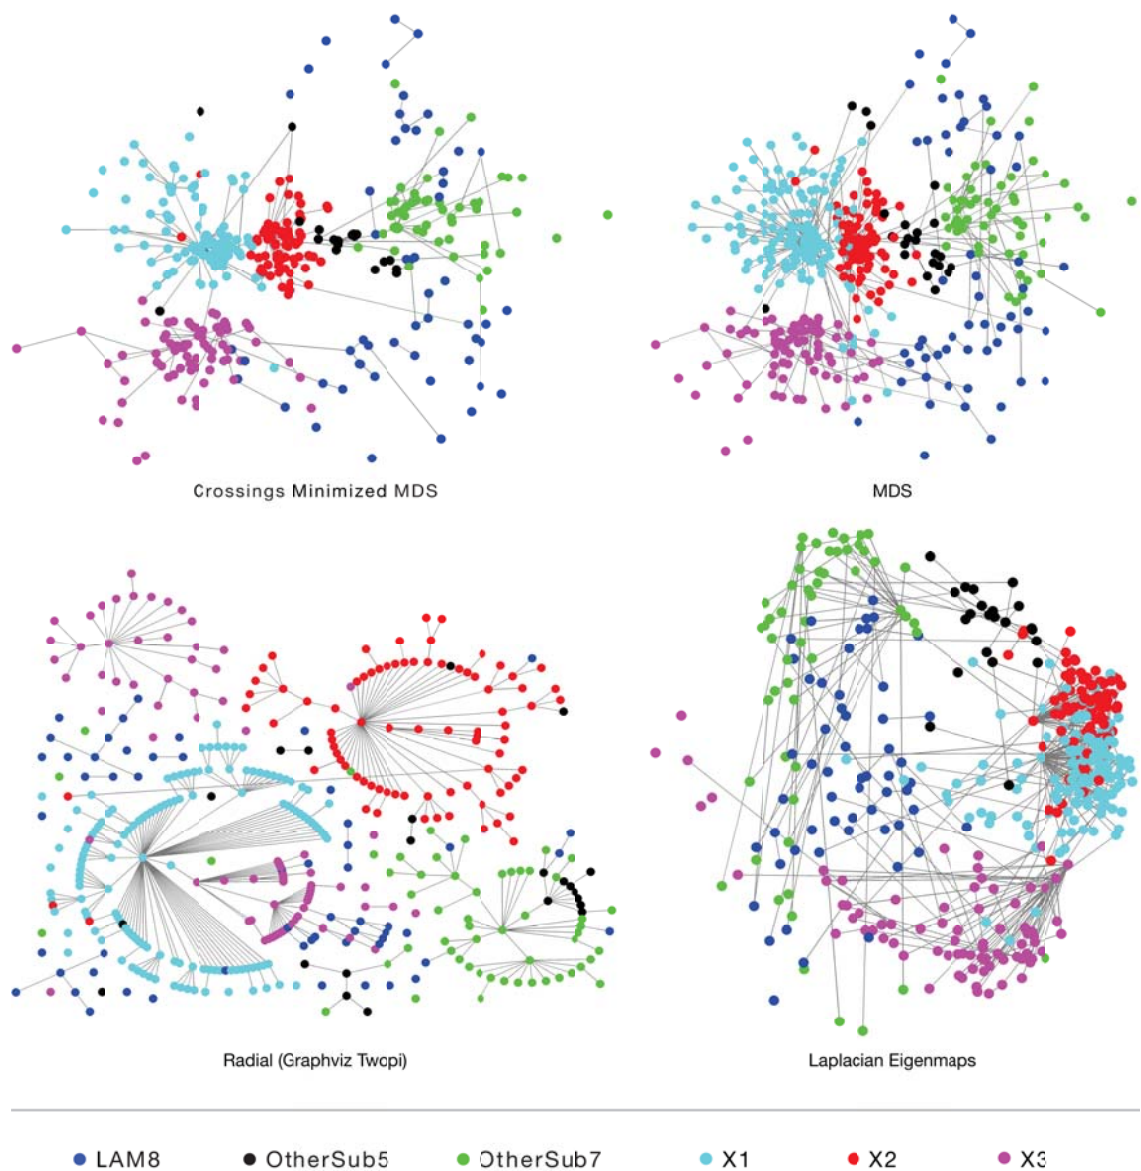 Crossings Minimized MDS
MDS
Radial (Graphviz Twopi)
Laplacian Eigenmaps
LAM8 OtherSub5 OtherSub7 X1 X2 X3